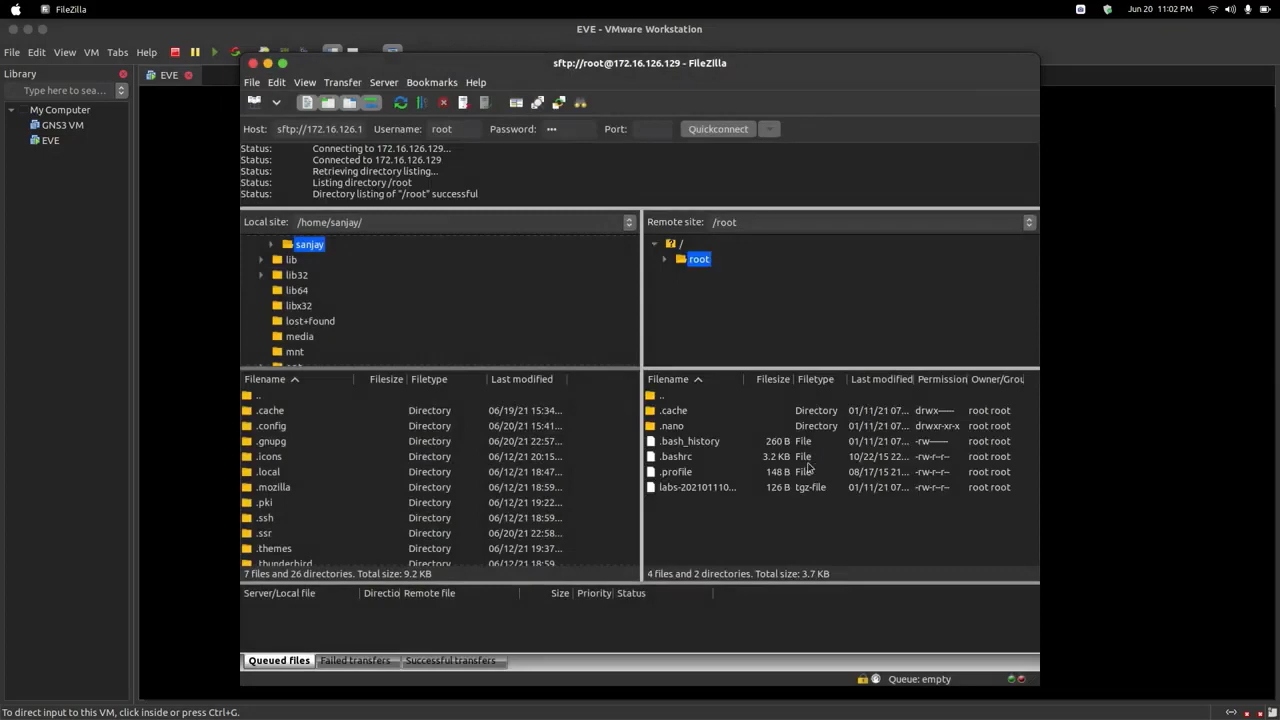 FileZilla Jun 20 11:02 PM
EVE - VMware Workstation
File Edit View VM Tabs Help
Library
EVE
Type here to sea...
My Computer
GNS3 VM
EVE
sftp://root@172.16.126.129 - FileZilla
File Edit View Transfer Server Bookmarks Help
Host: sftp://172.16.126.1 Username: root Password: ••• Port: Quickconnect
Status: Connecting to 172.16.126.129...
Status: Connected to 172.16.126.129
Status: Retrieving directory listing...
Status: Listing directory /root
Status: Directory listing of "/root" successful
Local site: /home/sanjay/
sanjay
lib
lib32
lib64
libx32
lost+found
media
mnt
Filename Filesize Filetype Last modified
..
.cache Directory 06/19/21 15:34...
.config Directory 06/20/21 15:41...
.gnupg Directory 06/20/21 22:57...
.icons Directory 06/12/21 20:15...
.local Directory 06/12/21 18:47...
.mozilla Directory 06/12/21 18:59...
.pki Directory 06/12/21 19:22...
.ssh Directory 06/12/21 18:59...
.ssr Directory 06/20/21 22:58...
.themes Directory 06/12/21 19:37...
.thunderbird Directory 06/12/21 18:59...
7 files and 26 directories. Total size: 9.2 KB
Remote site: /root
/
root
Filename Filesize Filetype Last modified Permission Owner/Grou
..
.cache Directory 01/11/21 07... drwx------ root root
.nano Directory 01/11/21 07... drwxr-xr-x root root
.bash_history 260 B File 01/11/21 07... -rw------- root root
.bashrc 3.2 KB File 10/22/15 22... -rw-r--r-- root root
.profile 148 B File 08/17/15 21... -rw-r--r-- root root
labs-202101110... 126 B tgz-file 01/11/21 07... -rw-r--r-- root root
4 files and 2 directories. Total size: 3.7 KB
Server/Local file Directio Remote file Size Priority Status
Queued files Failed transfers Successful transfers
Queue: empty
To direct input to this VM, click inside or press Ctrl+G.